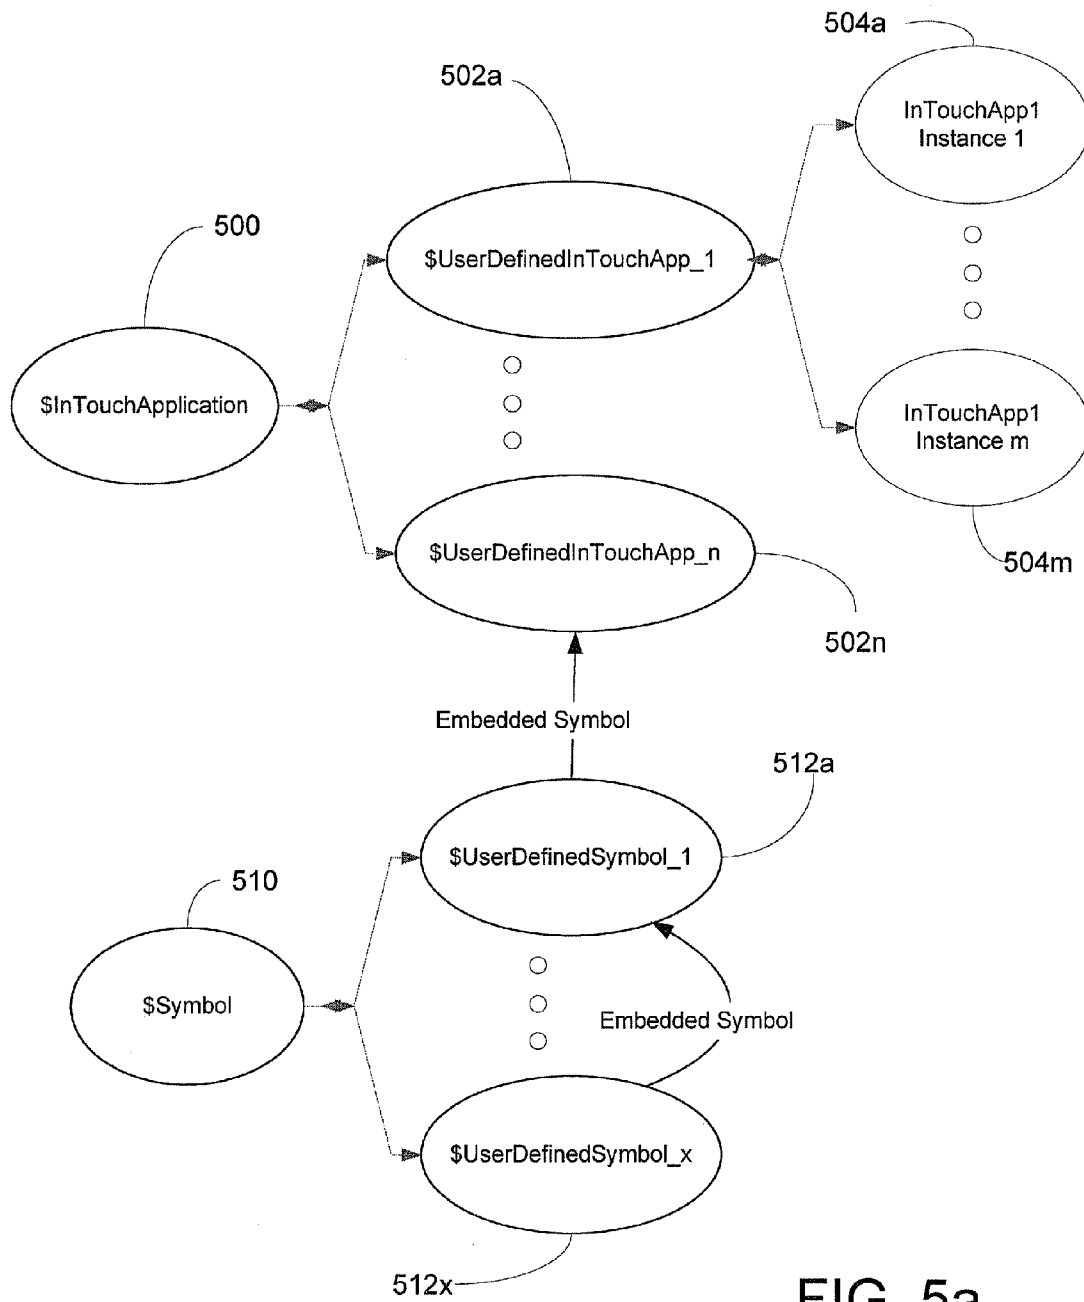 504a
502a
InTouchApp1
Instance 1
500
$UserDefinedInTouchApp_1
$InTouchApplication
InTouchApp1
Instance m
$UserDefinedInTouchApp_n
504m
502n
Embedded Symbol
512a
$UserDefinedSymbol_1
510
$Symbol
Embedded Symbol
$UserDefinedSymbol_x
512x
FIG. 5a